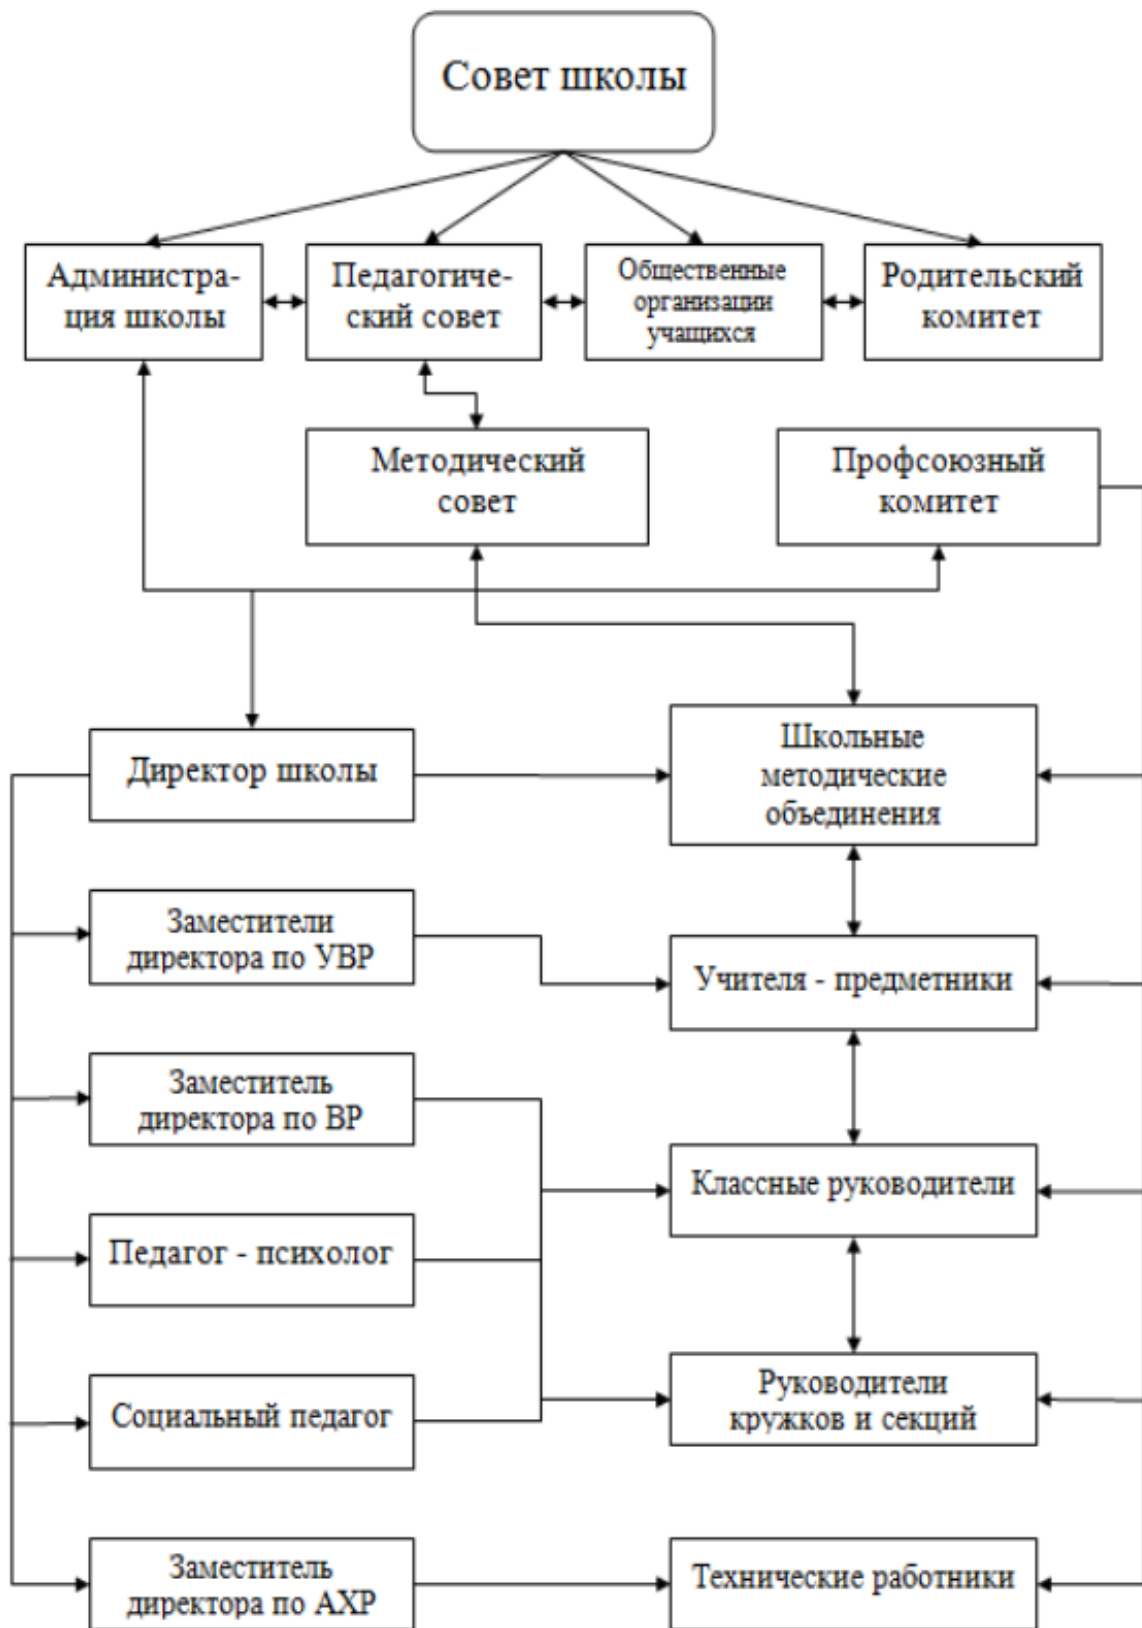 Совет школы
Администра-
ция школы
Педагогиче-
ский совет
Общественные
организации
учащихся
Родительский
комитет
Методический
совет
Профсоюзный
комитет
Директор школы
Школьные
методические
объединения
Заместители
директора по УВР
Учителя - предметники
Заместитель
директора по ВР
Классные руководители
Педагог - психолог
Социальный педагог
Руководители
кружков и секций
Заместитель
директора по АХР
Технические работники